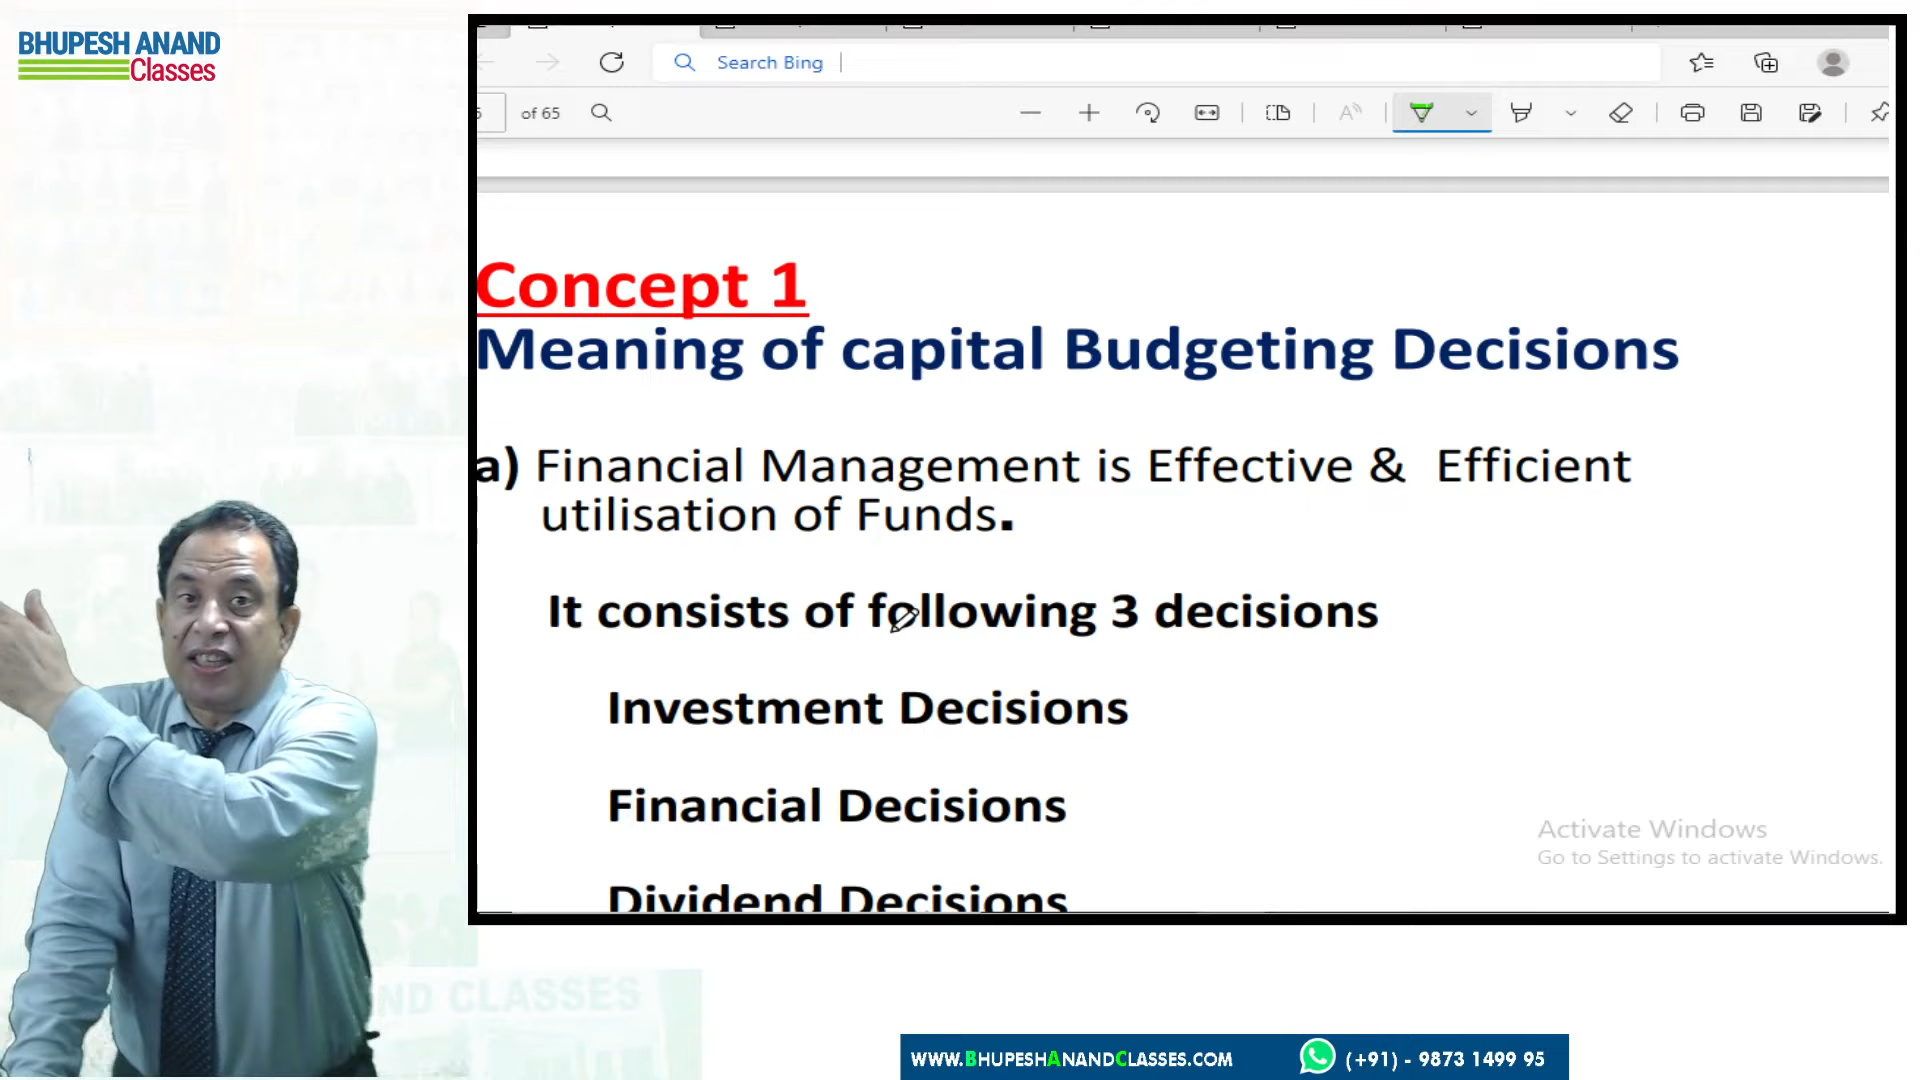 BHUPESH ANAND
Classes
Search Bing
of 65
Concept 1
Meaning of capital Budgeting Decisions
a) Financial Management is Effective & Efficient
utilisation of Funds.
It consists of following 3 decisions
Investment Decisions
Financial Decisions
Dividend Decisions
Activate Windows
Go to Settings to activate Windows.
ND CLASSES
WWW.BHUPESHANANDCLASSES.COM
(+91) - 9873 1499 95